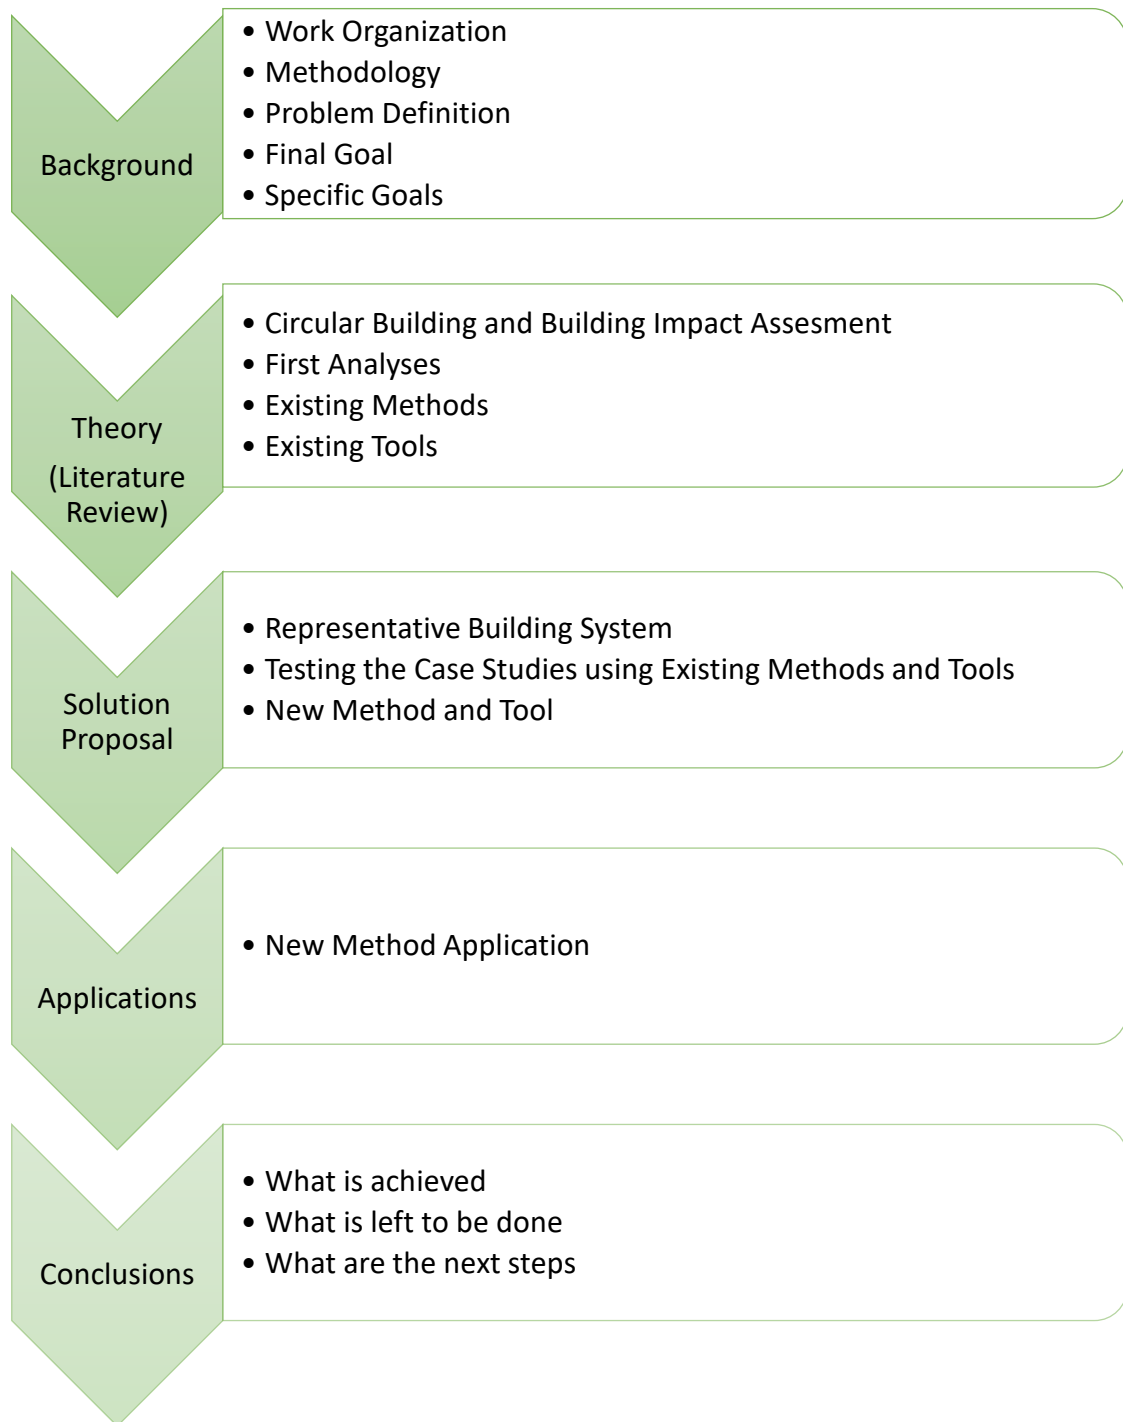 Background
• Work Organization
• Methodology
• Problem Definition
• Final Goal
• Specific Goals
Theory
(Literature
Review)
• Circular Building and Building Impact Assesment
• First Analyses
• Existing Methods
• Existing Tools
Solution
Proposal
• Representative Building System
• Testing the Case Studies using Existing Methods and Tools
• New Method and Tool
Applications
• New Method Application
Conclusions
• What is achieved
• What is left to be done
• What are the next steps